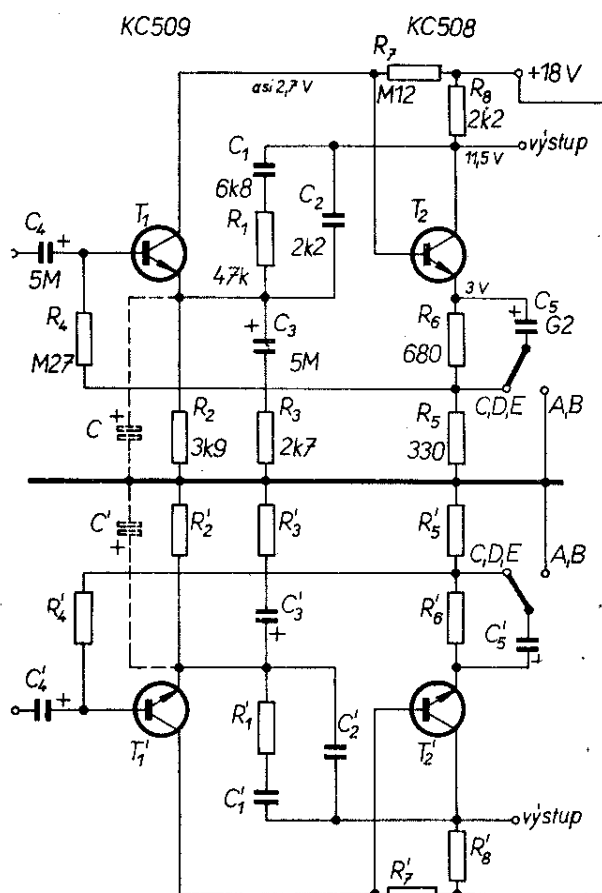 KC509 KC508
R7 +18V
asi 2,7 V M12 R8
2k2
C1 11,5 V výstup
6k8 C2
T1 R1 T2
C4 + 2k2
5M 47k 3V
R4 + C3 R6 + C5
G2
M27 5M 680
R2 R3 R5 C,D,E A,B
C + 3k9 2k7 330
C' + R'2 R'3 R'5 C,D,E A,B
R'4 C'3 + R'6
C'5 +
C'4 +
T'1 R'1 C'2 T'2
C'1 výstup
R'8
R'7